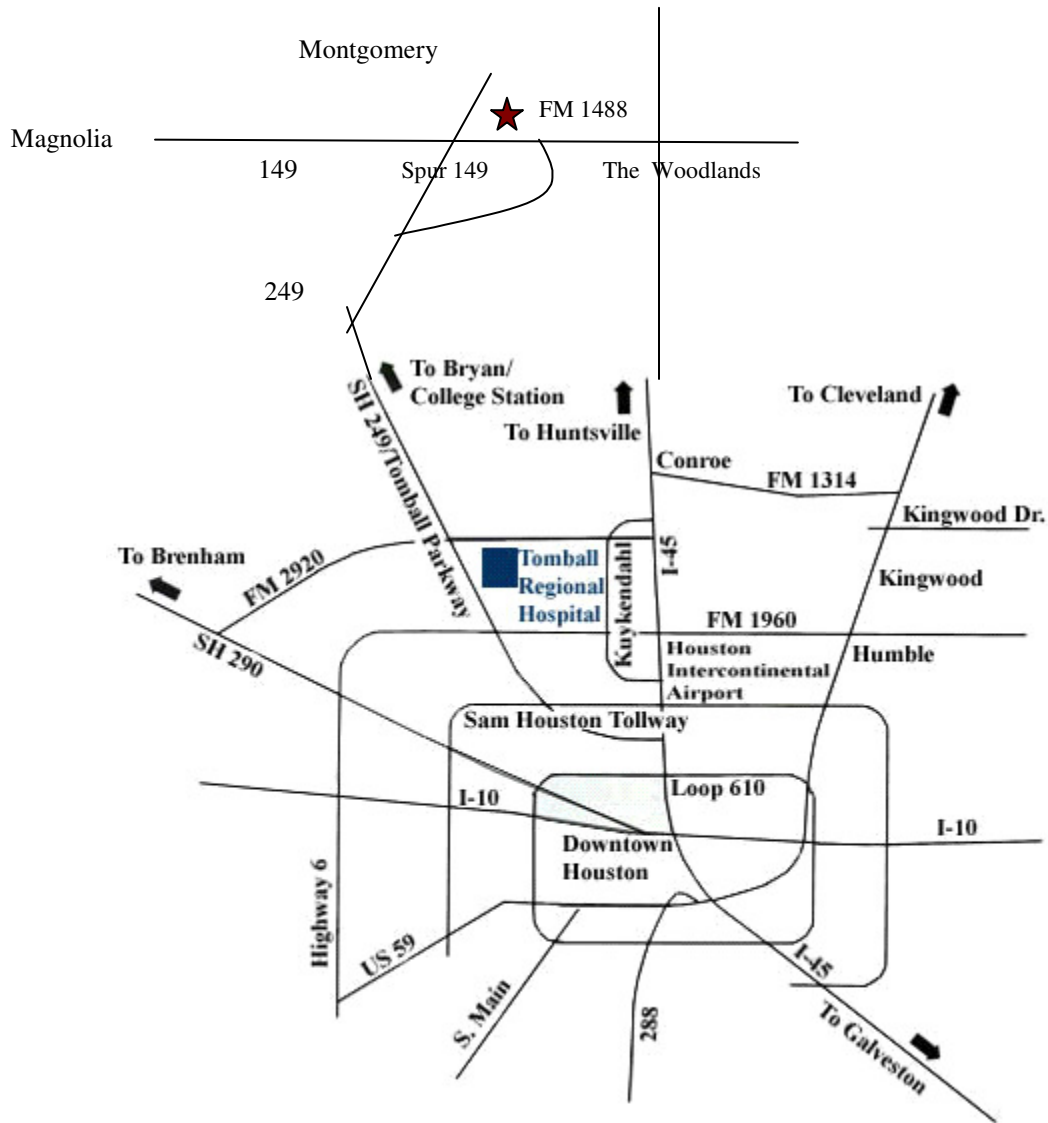 Montgomery
FM 1488
Magnolia
149
Spur 149
The Woodlands
249
To Bryan/
College Station
SH 249/Tomball Parkway
To Huntsville
To Cleveland
Conroe
FM 1314
Kingwood Dr.
To Brenham
FM 2920
I-45
Tomball
Regional
Hospital
Kuykendahl
Kingwood
SH 290
FM 1960
Houston
Intercontinental
Airport
Humble
Sam Houston Tollway
Loop 610
I-10
I-10
Downtown
Houston
Highway 6
US 59
I-45
S. Main
288
To Galveston